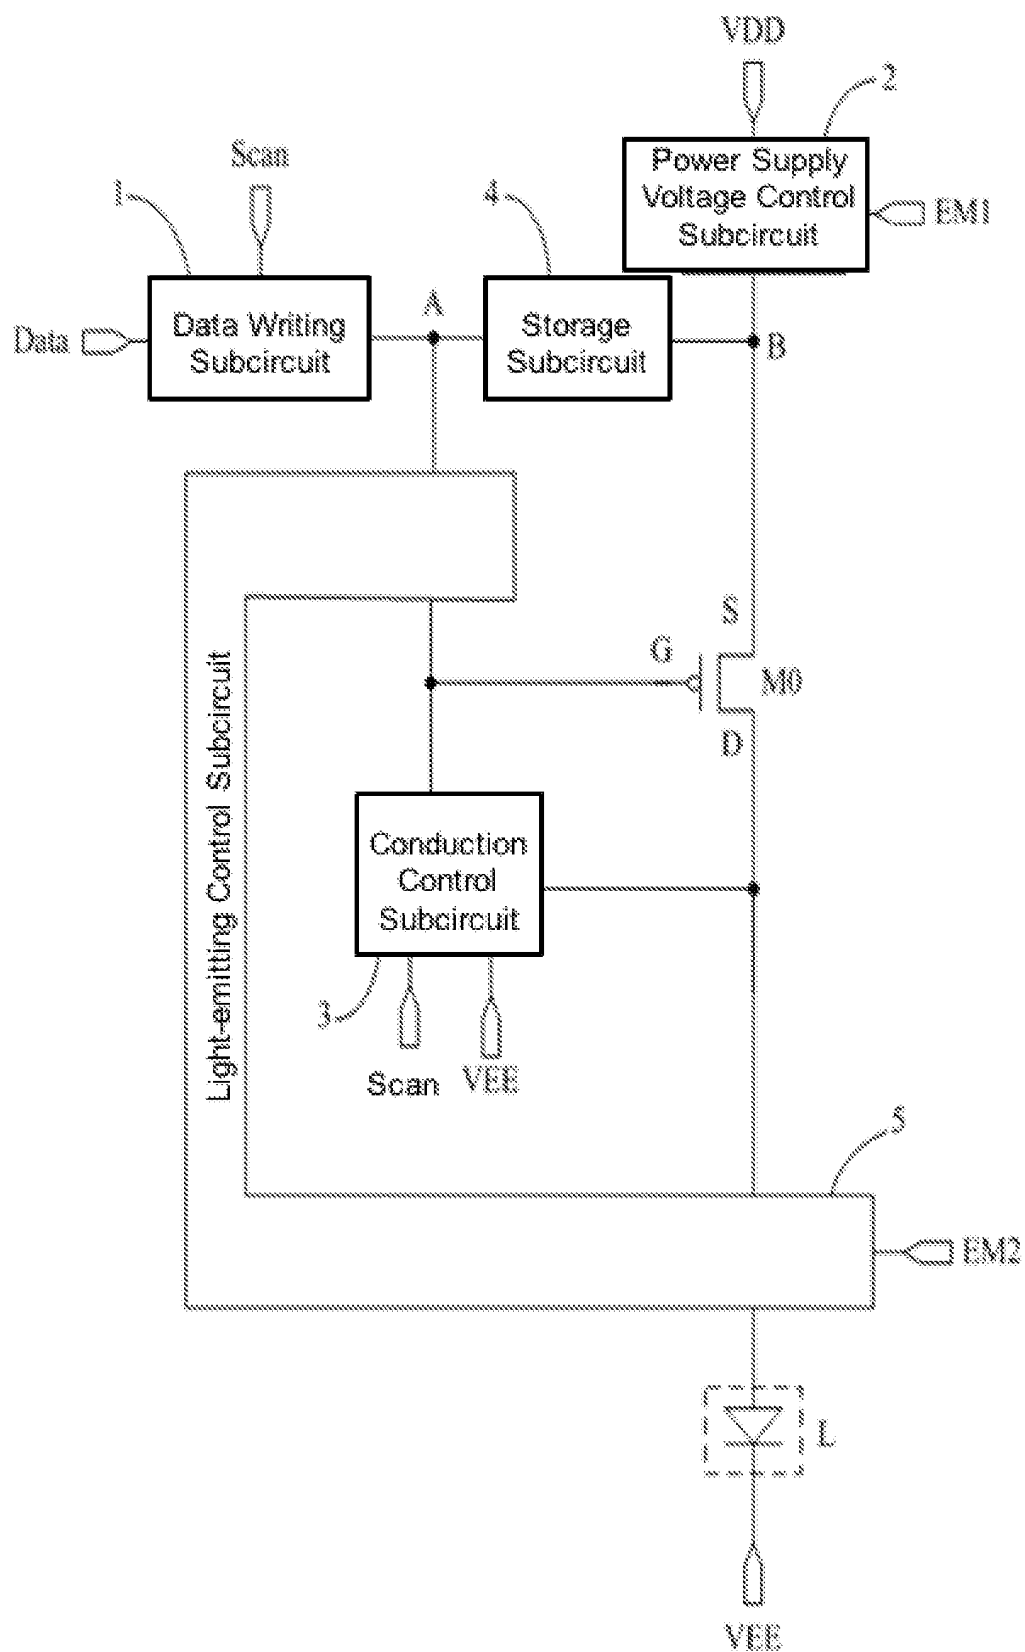 VDD
2
Power Supply
Voltage Control
Subcircuit
EM1
Scan
1
4
Data
Data Writing
Subcircuit
A
Storage
Subcircuit
B
S
G
M0
D
Light-emitting Control Subcircuit
Conduction
Control
Subcircuit
3
Scan
VEE
5
EM2
L
VEE